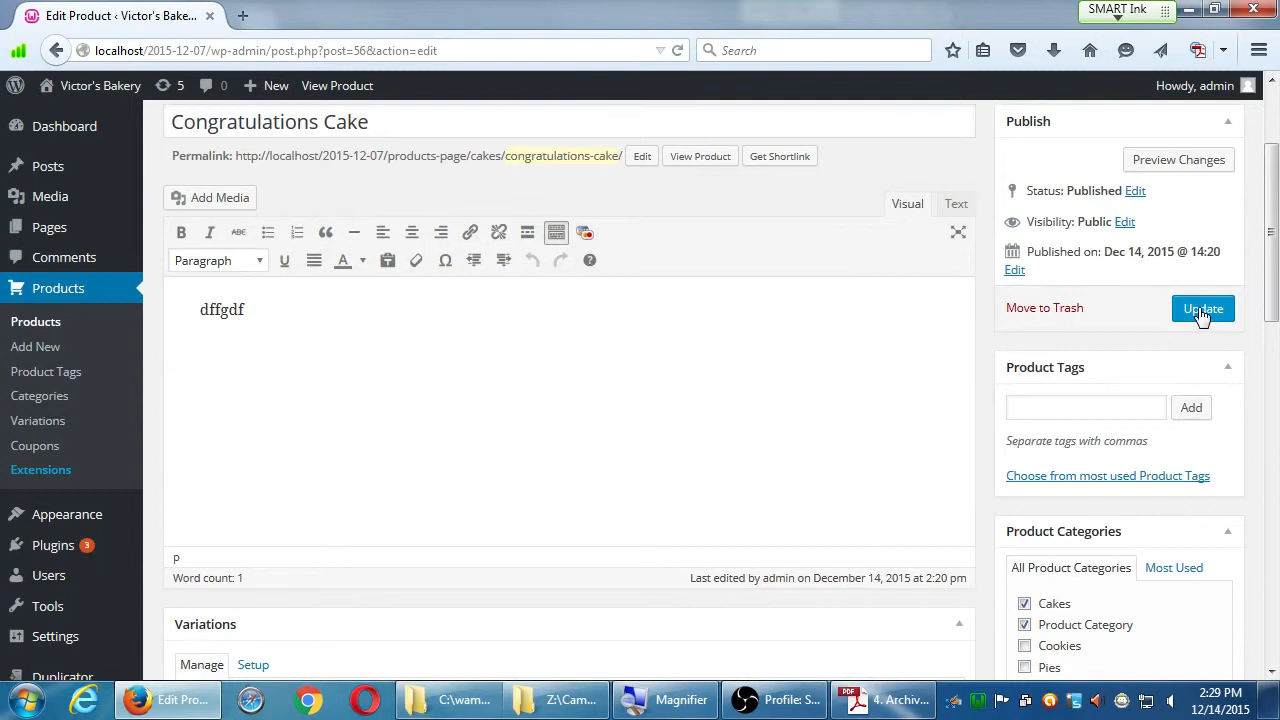 Edit Product ‹ Victor's Bake...
SMART Ink
localhost/2015-12-07/wp-admin/post.php?post=56&action=edit
Search
Victor's Bakery
5
0
New
View Product
Howdy, admin
Dashboard
Posts
Media
Pages
Comments
Products
Products
Add New
Product Tags
Categories
Variations
Coupons
Extensions
Appearance
Plugins 3
Users
Tools
Settings
Duplicator
Congratulations Cake
Permalink: http://localhost/2015-12-07/products-page/cakes/congratulations-cake/
Edit
View Product
Get Shortlink
Add Media
Visual
Text
B I ABC
Paragraph
U A
dffgdf
p
Word count: 1
Last edited by admin on December 14, 2015 at 2:20 pm
Variations
Manage
Setup
Publish
Preview Changes
Status: Published Edit
Visibility: Public Edit
Published on: Dec 14, 2015 @ 14:20
Edit
Move to Trash
Update
Product Tags
Add
Separate tags with commas
Choose from most used Product Tags
Product Categories
All Product Categories
Most Used
Cakes
Product Category
Cookies
Pies
Edit Pro...
C:\wam...
Z:\Cam...
Magnifier
Profile: S...
PDF
4. Archiv...
2:29 PM
12/14/2015